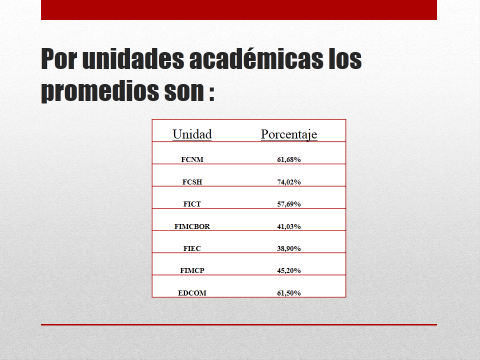 Por unidades académicas los
promedios son :
Unidad Porcentaje
FCNM 61,68%
FCSH 74,02%
FICT 57,69%
FIMCBOR 41,03%
FIEC 38,90%
FIMCP 45,20%
EDCOM 61,50%